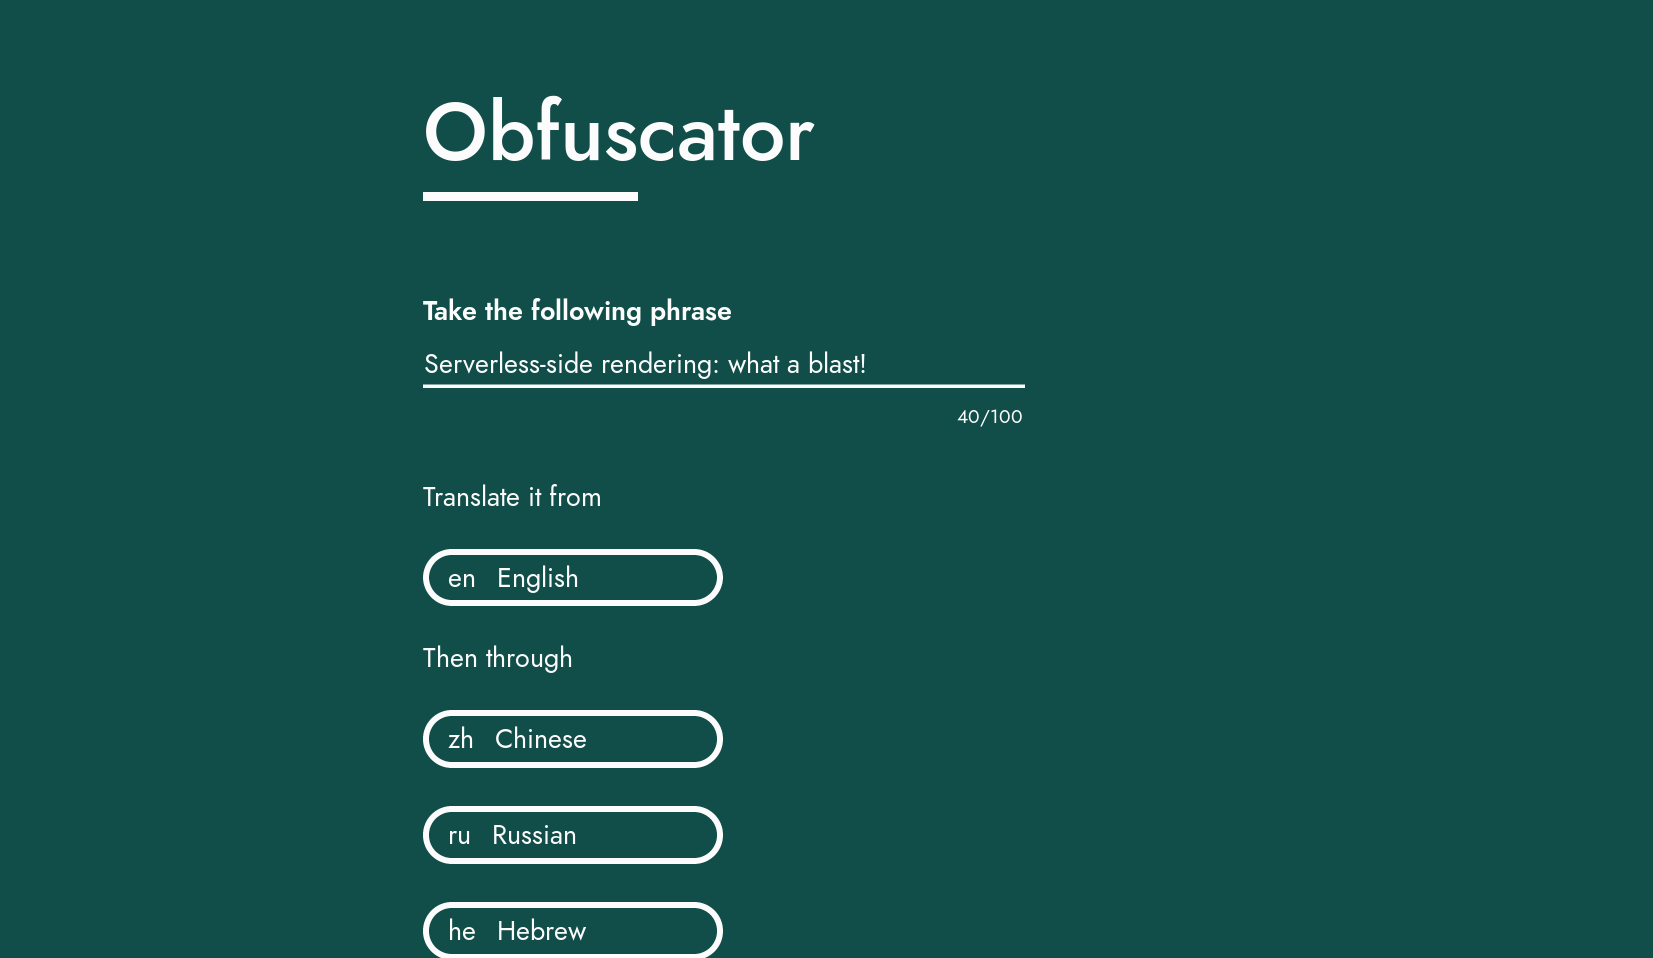 Obfuscator
Take the following phrase
Serverless-side rendering: what a blast!
40/100
Translate it from
en English
Then through
zh Chinese
ru Russian
he Hebrew